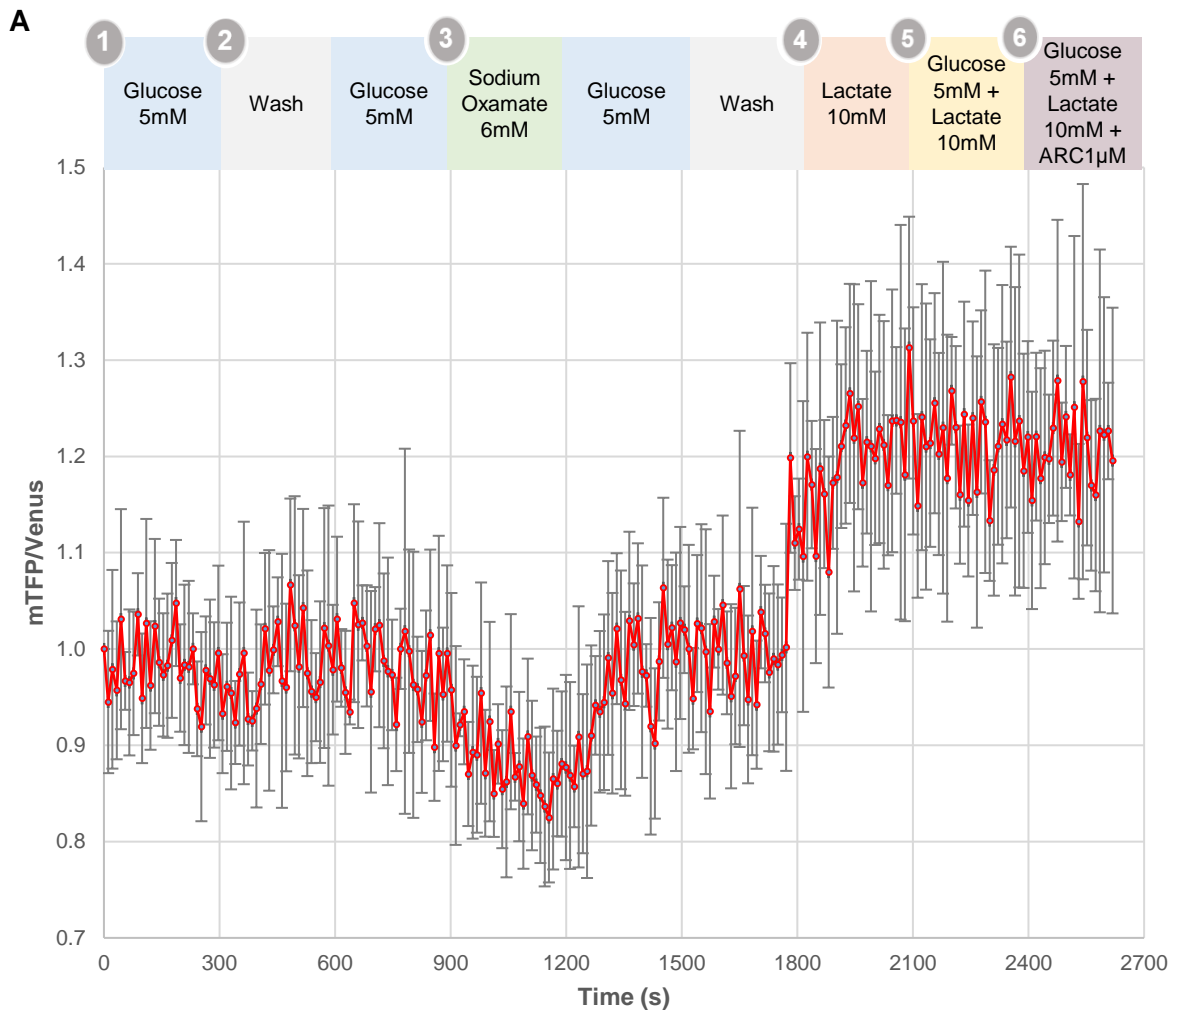 A
1
2
3
4
5
6
Glucose
5mM
Wash
Glucose
5mM
Sodium
Oxamate
6mM
Glucose
5mM
Wash
Lactate
10mM
Glucose
5mM +
Lactate
10mM
Glucose
5mM +
Lactate
10mM +
ARC1µM
1.5
1.4
1.3
1.2
1.1
1.0
0.9
0.8
0.7
mTFP/Venus
0
300
600
900
1200
1500
1800
2100
2400
2700
Time (s)